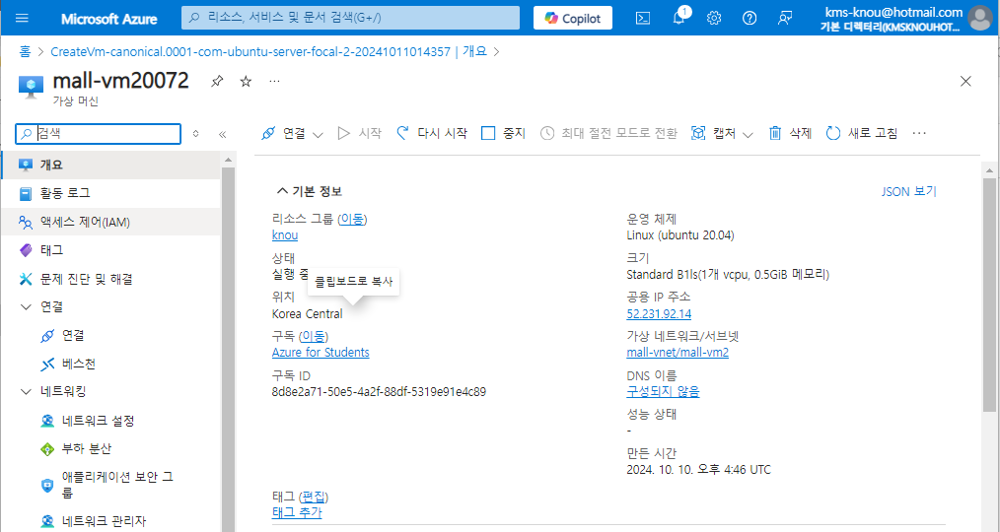 Microsoft Azure
리소스, 서비스 및 문서 검색(G+/)
Copilot
1
kms-knou@hotmail.com
기본 디렉터리(KMSKNOUHOT...
홈 > CreateVm-canonical.0001-com-ubuntu-server-focal-2-20241011014357 | 개요 >
mall-vm20072
가상 머신
검색
연결
시작
다시 시작
중지
최대 절전 모드로 전환
캡처
삭제
새로 고침
개요
활동 로그
액세스 제어(IAM)
태그
문제 진단 및 해결
연결
연결
베스천
네트워킹
네트워크 설정
부하 분산
애플리케이션 보안 그
룹
네트워크 관리자
기본 정보
JSON 보기
리소스 그룹 (이동)
knou
상태
실행 중
클립보드로 복사
위치
Korea Central
구독 (이동)
Azure for Students
구독 ID
8d8e2a71-50e5-4a2f-88df-5319e91e4c89
운영 체제
Linux (ubuntu 20.04)
크기
Standard B1ls(1개 vcpu, 0.5GiB 메모리)
공용 IP 주소
52.231.92.14
가상 네트워크/서브넷
mall-vnet/mall-vm2
DNS 이름
구성되지 않음
성능 상태
-
만든 시간
2024. 10. 10. 오후 4:46 UTC
태그 (편집)
태그 추가